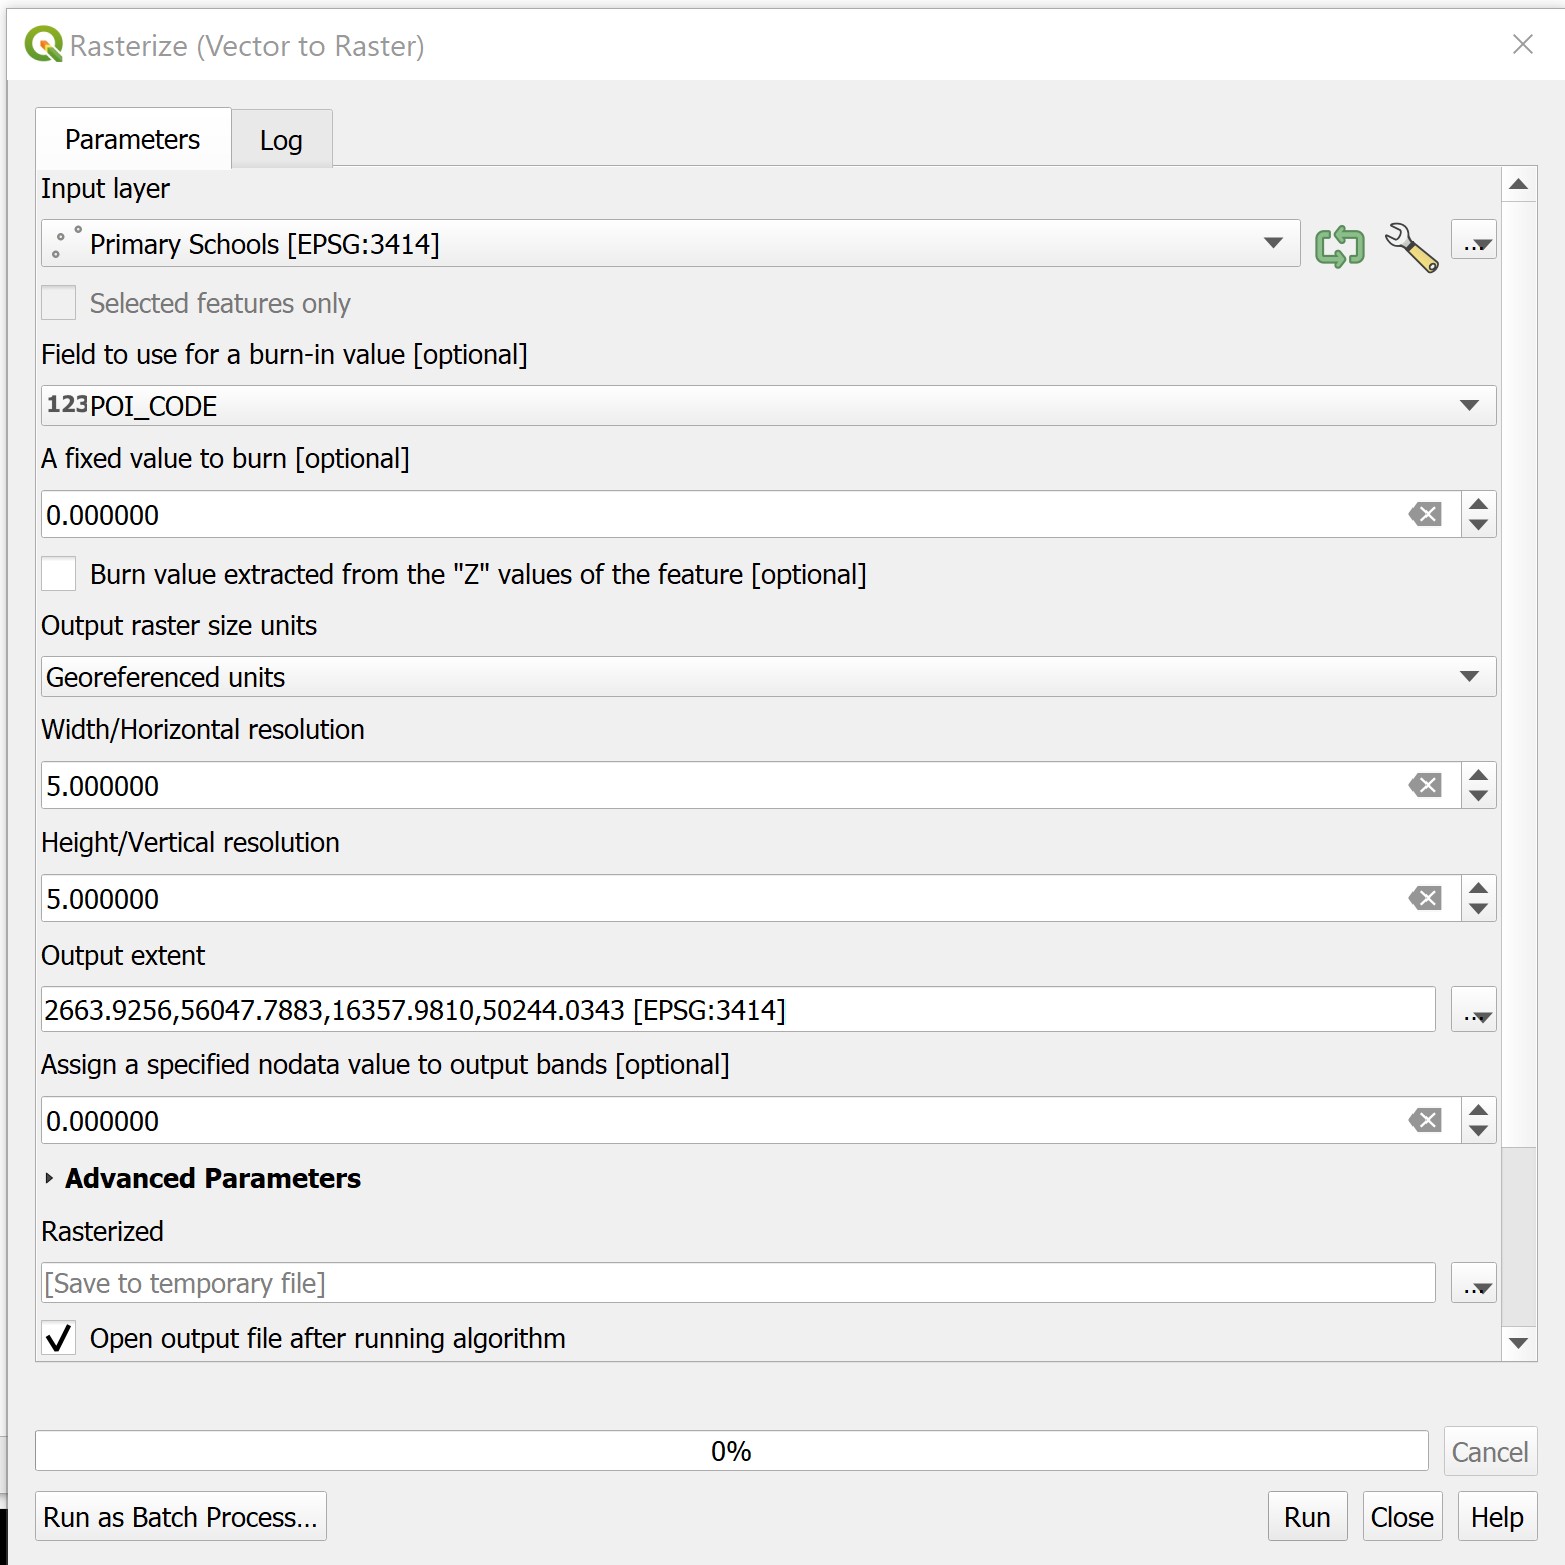 Rasterize (Vector to Raster)
Parameters
Log
Input layer
Primary Schools [EPSG:3414]
...
Selected features only
Field to use for a burn-in value [optional]
123 POI_CODE
A fixed value to burn [optional]
0.000000
Burn value extracted from the "Z" values of the feature [optional]
Output raster size units
Georeferenced units
Width/Horizontal resolution
5.000000
Height/Vertical resolution
5.000000
Output extent
2663.9256,56047.7883,16357.9810,50244.0343 [EPSG:3414]
...
Assign a specified nodata value to output bands [optional]
0.000000
Advanced Parameters
Rasterized
[Save to temporary file]
...
Open output file after running algorithm
0%
Cancel
Run as Batch Process...
Run
Close
Help